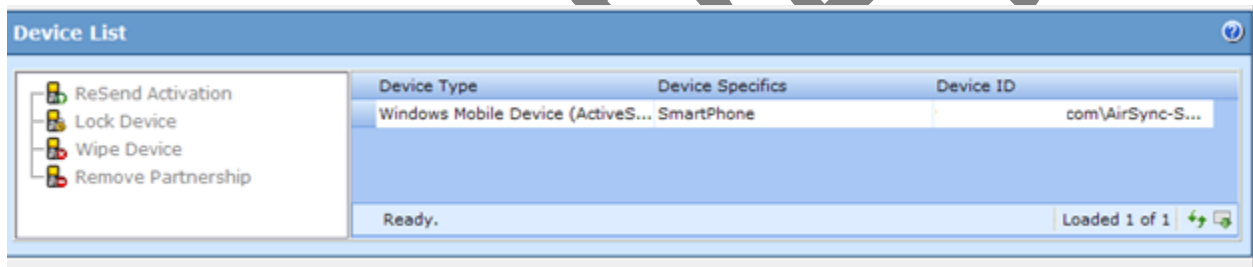 Device List
ReSend Activation
Lock Device
Wipe Device
Remove Partnership
Device Type Device Specifics Device ID
Windows Mobile Device (ActiveS... SmartPhone com\AirSync-S...
Ready. Loaded 1 of 1